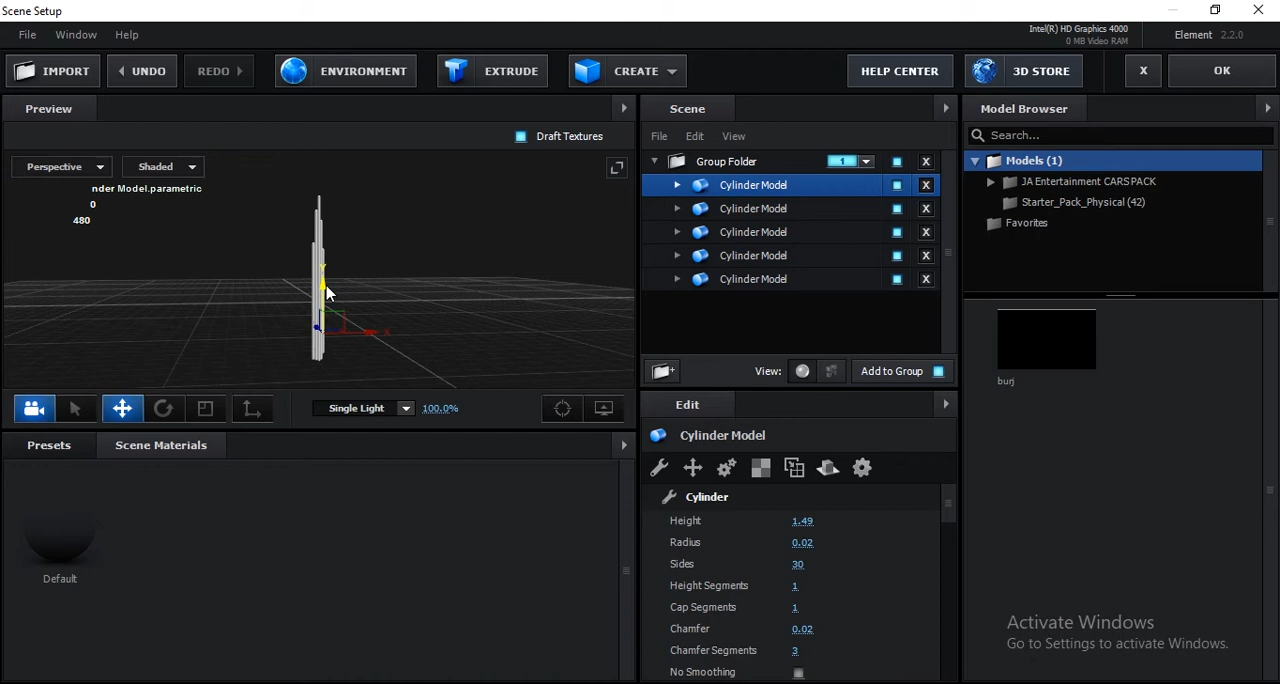 Scene Setup
File Window Help
Intel(R) HD Graphics 4000
0 MB Video RAM
Element 2.2.0
IMPORT UNDO REDO ENVIRONMENT EXTRUDE CREATE HELP CENTER 3D STORE X OK
Preview
Draft Textures
Perspective Shaded
nder Model.parametric
0
480
Y
X
Single Light 100.0%
Presets Scene Materials
Default
Scene
File Edit View
Group Folder 1 X
Cylinder Model X
Cylinder Model X
Cylinder Model X
Cylinder Model X
Cylinder Model X
View: Add to Group
Edit
Cylinder Model
Cylinder
Height 1.49
Radius 0.02
Sides 30
Height Segments 1
Cap Segments 1
Chamfer 0.02
Chamfer Segments 3
No Smoothing
Model Browser
Search...
Models (1)
JA Entertainment CARSPACK
Starter_Pack_Physical (42)
Favorites
burj
Activate Windows
Go to Settings to activate Windows.